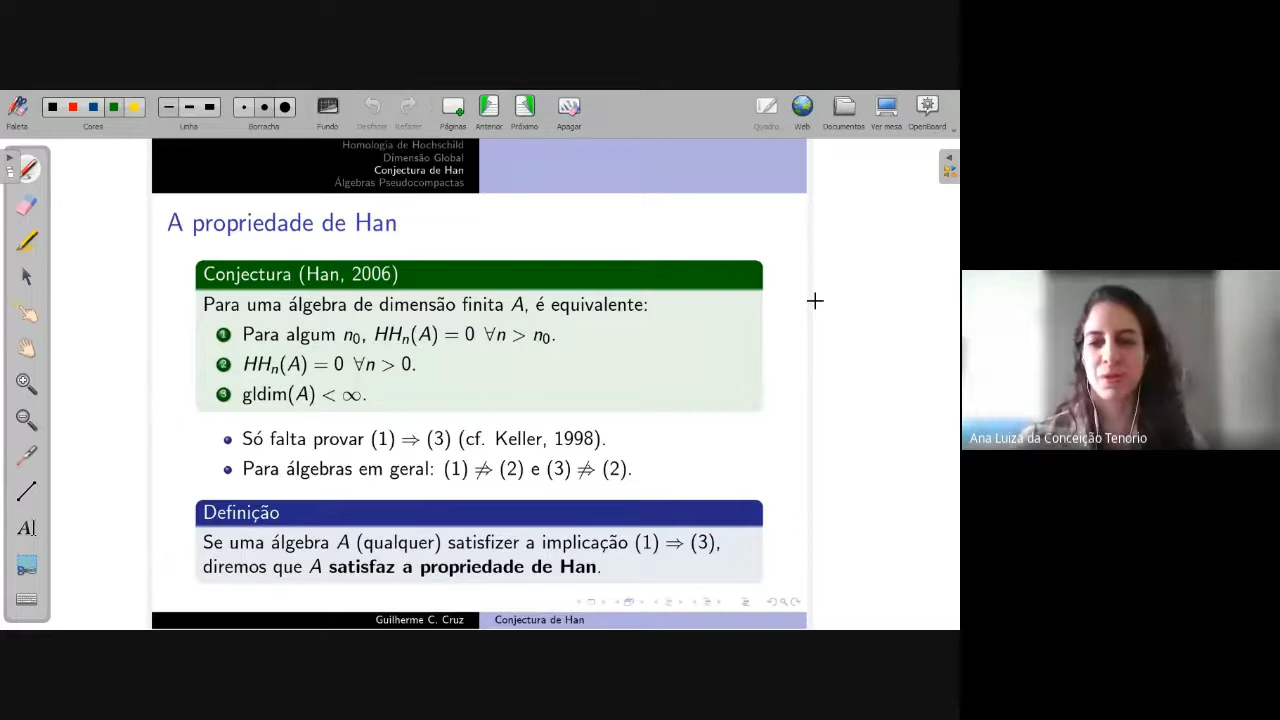 Paleta
Cores
Linha
Borracha
Fundo
Desfazer
Refazer
Páginas
Anterior
Próximo
Apagar
Quadro
Web
Documentos
Ver mesa
OpenBoard
Homologia de Hochschild
Dimensão Global
Conjectura de Han
Álgebras Pseudocompactas
A propriedade de Han
Conjectura (Han, 2006)
Para uma álgebra de dimensão finita A, é equivalente:
1 Para algum n₀, HHₙ(A) = 0 ∀n > n₀.
2 HHₙ(A) = 0 ∀n > 0.
3 gldim(A) < ∞.
• Só falta provar (1) ⇒ (3) (cf. Keller, 1998).
• Para álgebras em geral: (1) ⇏ (2) e (3) ⇏ (2).
Definição
Se uma álgebra A (qualquer) satisfizer a implicação (1) ⇒ (3),
diremos que A satisfaz a propriedade de Han.
Guilherme C. Cruz
Conjectura de Han
A
Ana Luiza da Conceição Tenorio